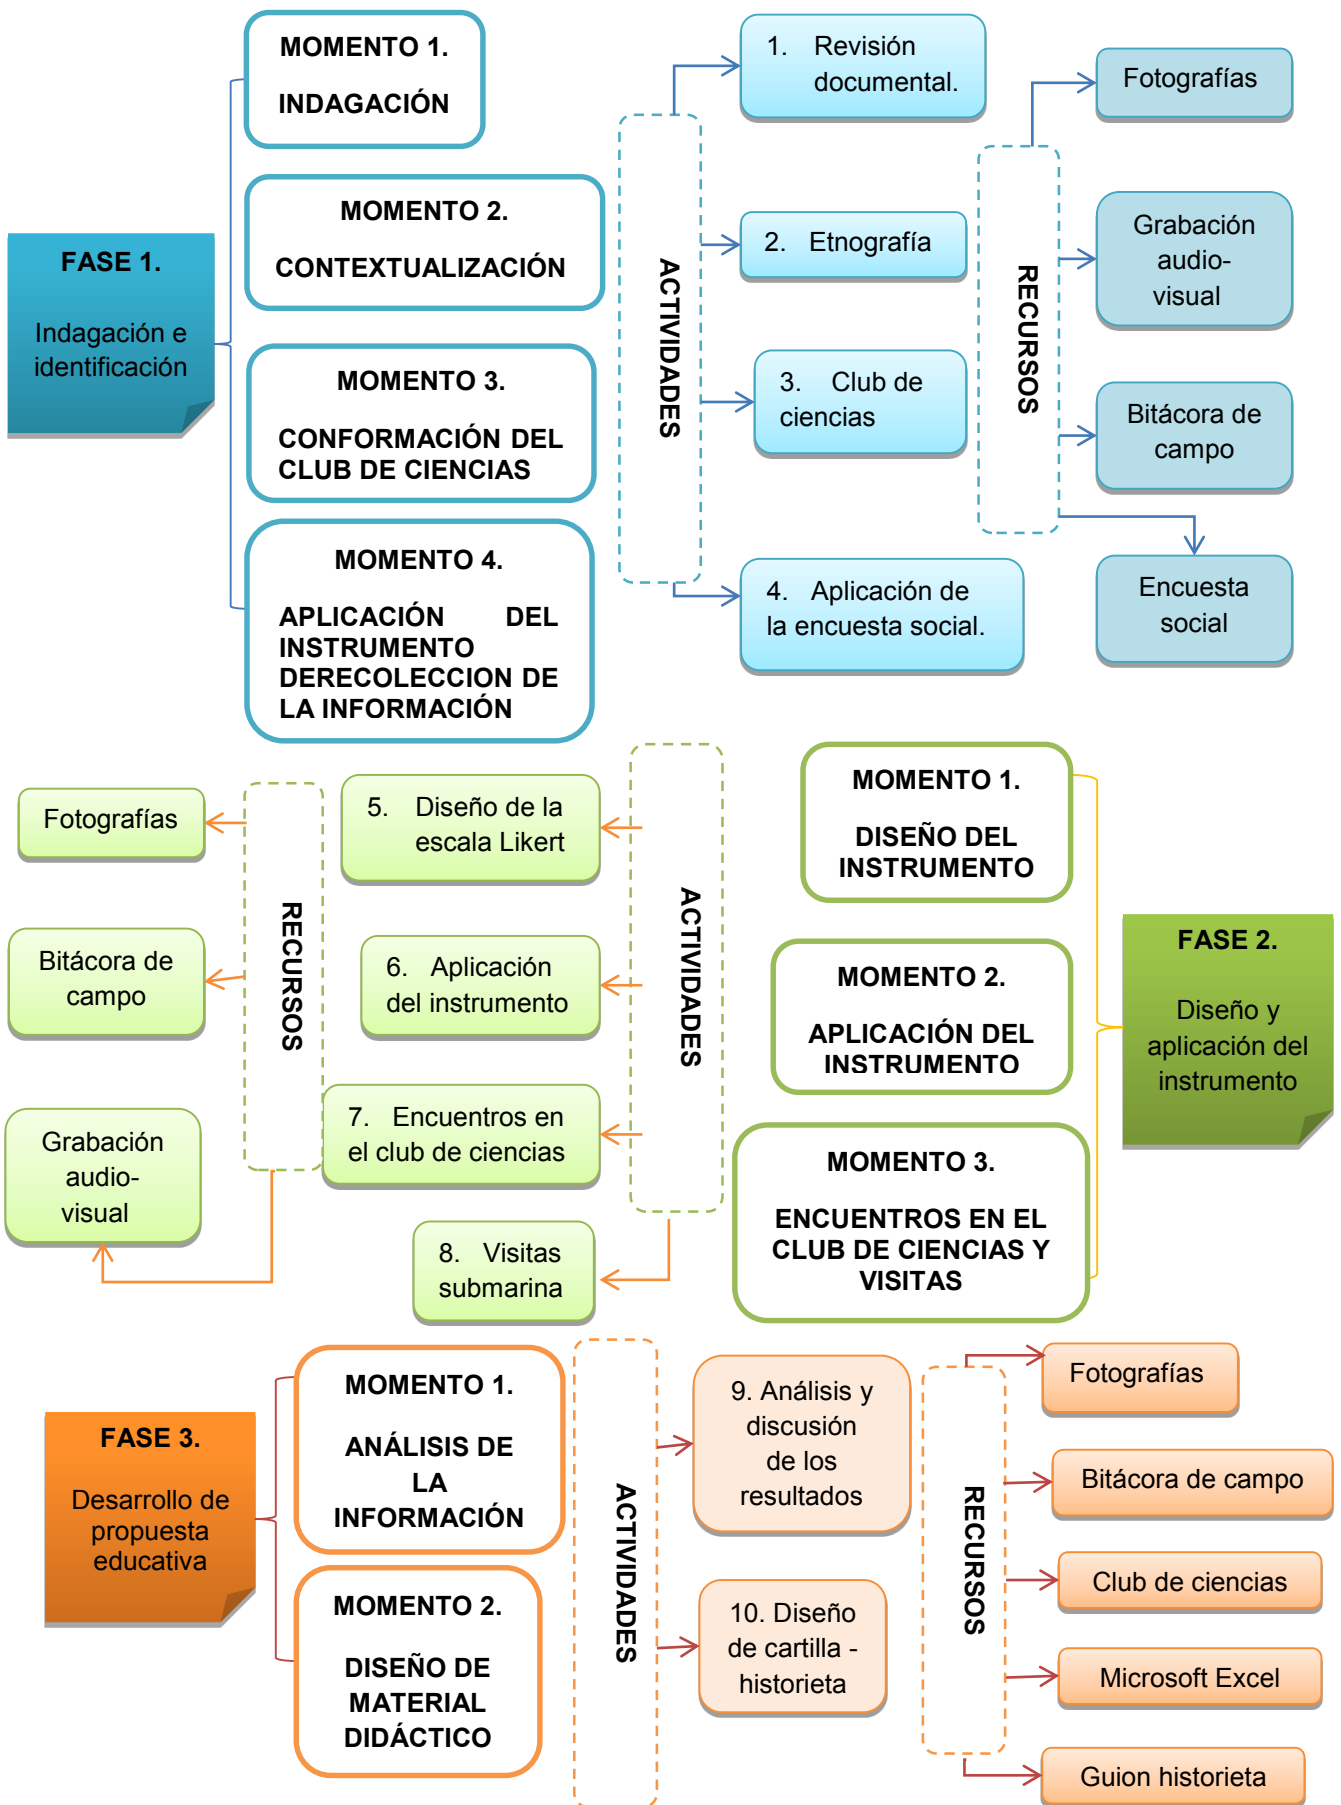 FASE 1.
Indagación e
identificación
MOMENTO 1.
INDAGACIÓN
MOMENTO 2.
CONTEXTUALIZACIÓN
MOMENTO 3.
CONFORMACIÓN DEL
CLUB DE CIENCIAS
MOMENTO 4.
APLICACIÓN DEL
INSTRUMENTO
DERECOLECCION DE
LA INFORMACIÓN
ACTIVIDADES
1. Revisión
documental.
2. Etnografía
3. Club de
ciencias
4. Aplicación de
la encuesta social.
RECURSOS
Fotografías
Grabación
audio-
visual
Bitácora de
campo
Encuesta
social
FASE 2.
Diseño y
aplicación del
instrumento
MOMENTO 1.
DISEÑO DEL
INSTRUMENTO
MOMENTO 2.
APLICACIÓN DEL
INSTRUMENTO
MOMENTO 3.
ENCUENTROS EN EL
CLUB DE CIENCIAS Y
VISITAS
ACTIVIDADES
5. Diseño de la
escala Likert
6. Aplicación
del instrumento
7. Encuentros en
el club de ciencias
8. Visitas
submarina
RECURSOS
Fotografías
Bitácora de
campo
Grabación
audio-
visual
FASE 3.
Desarrollo de
propuesta
educativa
MOMENTO 1.
ANÁLISIS DE
LA
INFORMACIÓN
MOMENTO 2.
DISEÑO DE
MATERIAL
DIDÁCTICO
ACTIVIDADES
9. Análisis y
discusión
de los
resultados
10. Diseño
de cartilla -
historieta
RECURSOS
Fotografías
Bitácora de campo
Club de ciencias
Microsoft Excel
Guion historieta